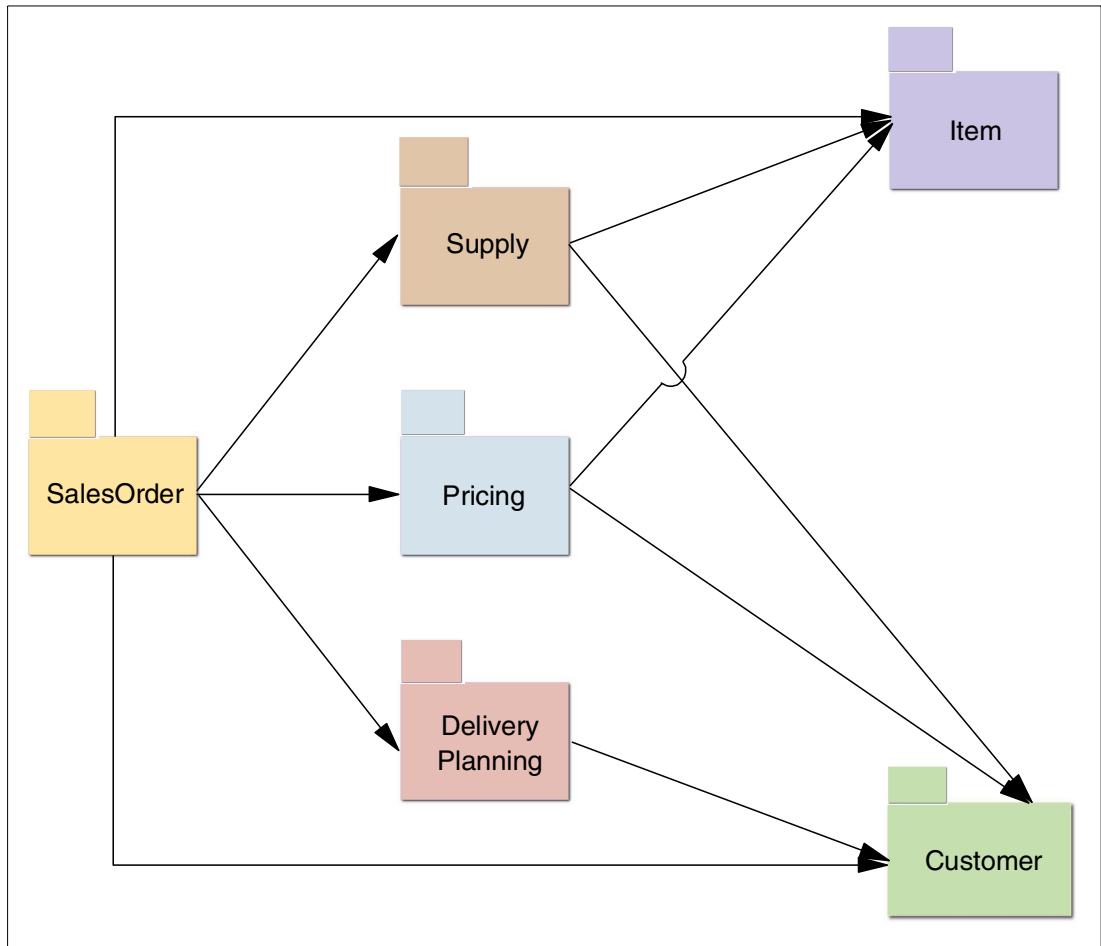 Item
Supply
SalesOrder
Pricing
Delivery
Planning
Customer